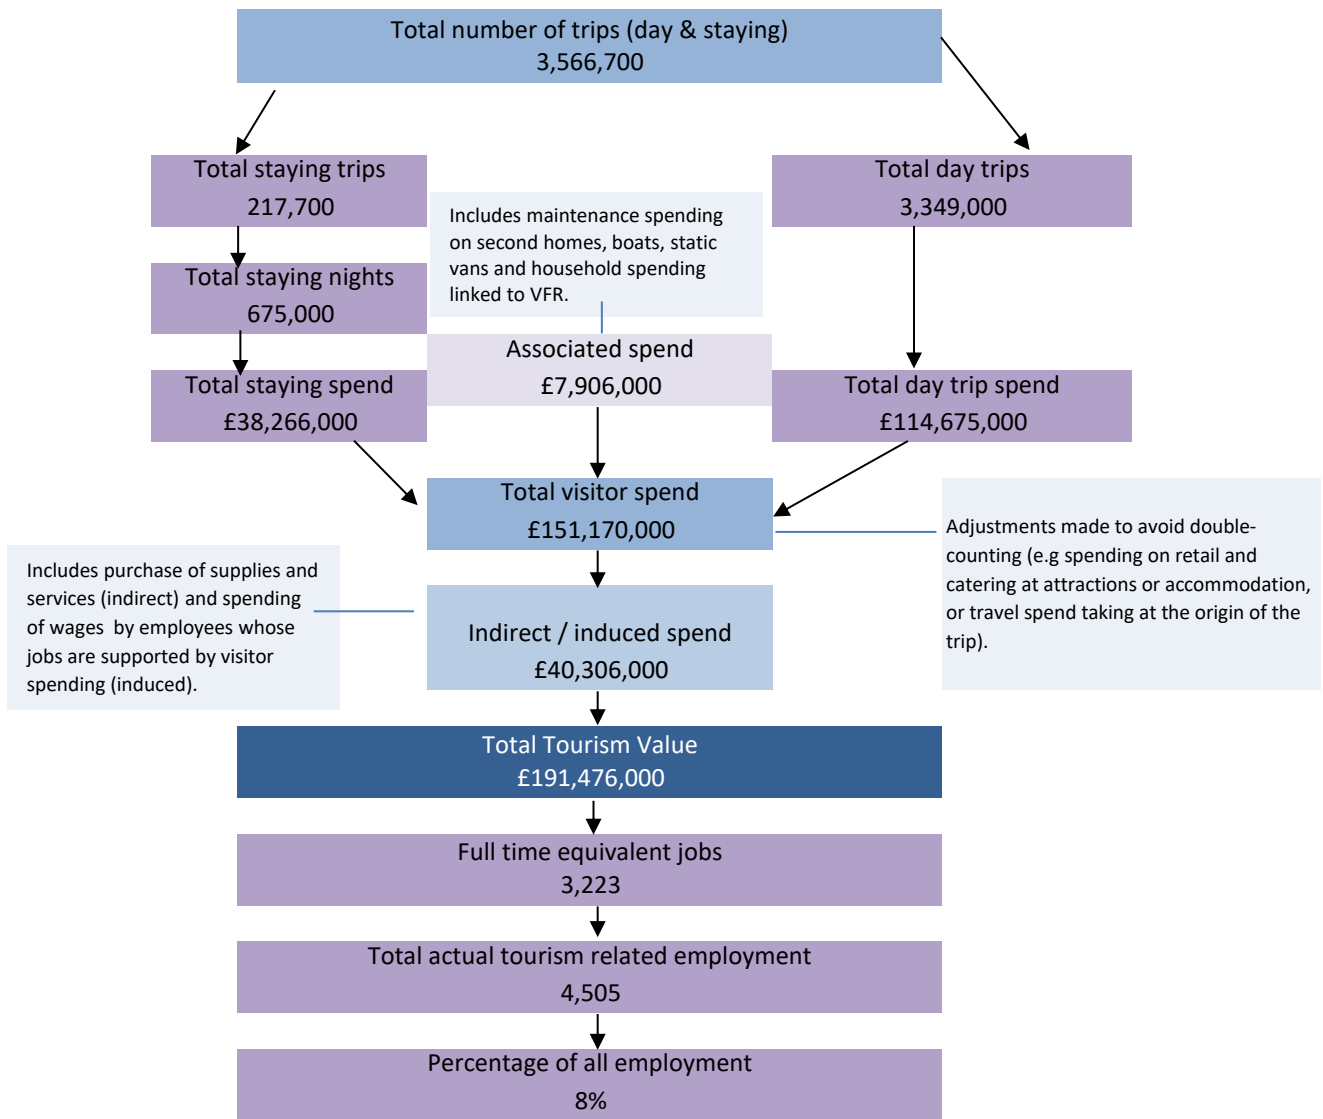 Total number of trips (day & staying)
3,566,700
Total staying trips
217,700
Total day trips
3,349,000
Includes maintenance spending
on second homes, boats, static
vans and household spending
linked to VFR.
Total staying nights
675,000
Associated spend
£7,906,000
Total staying spend
£38,266,000
Total day trip spend
£114,675,000
Total visitor spend
£151,170,000
Adjustments made to avoid double-
counting (e.g spending on retail and
catering at attractions or accommodation,
or travel spend taking at the origin of the
trip).
Includes purchase of supplies and
services (indirect) and spending
of wages by employees whose
jobs are supported by visitor
spending (induced).
Indirect / induced spend
£40,306,000
Total Tourism Value
£191,476,000
Full time equivalent jobs
3,223
Total actual tourism related employment
4,505
Percentage of all employment
8%